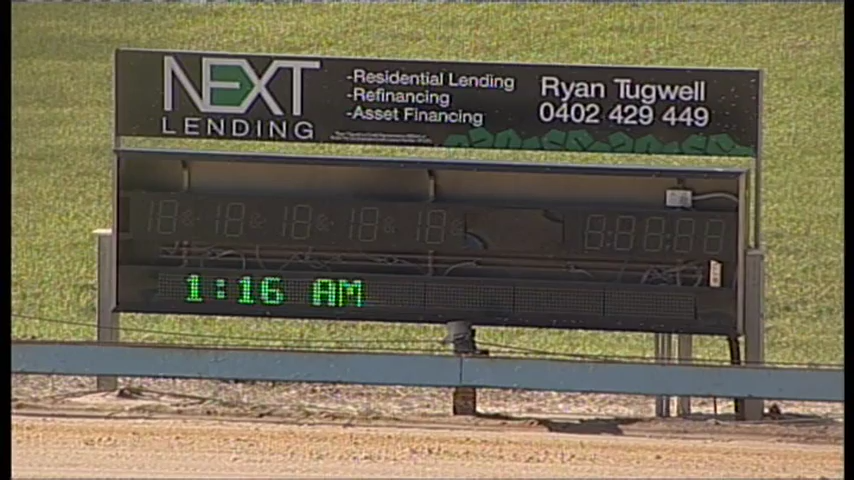 NEXT
LENDING
-Residential Lending
-Refinancing
-Asset Financing
Ryan Tugwell
0402 429 449
1:16 AM